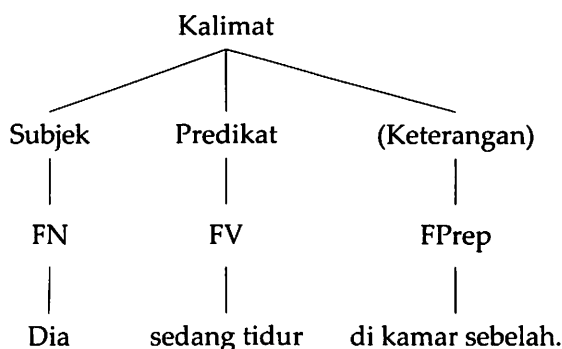 Kalimat
Subjek Predikat (Keterangan)
FN FV FPrep
Dia sedang tidur di kamar sebelah.